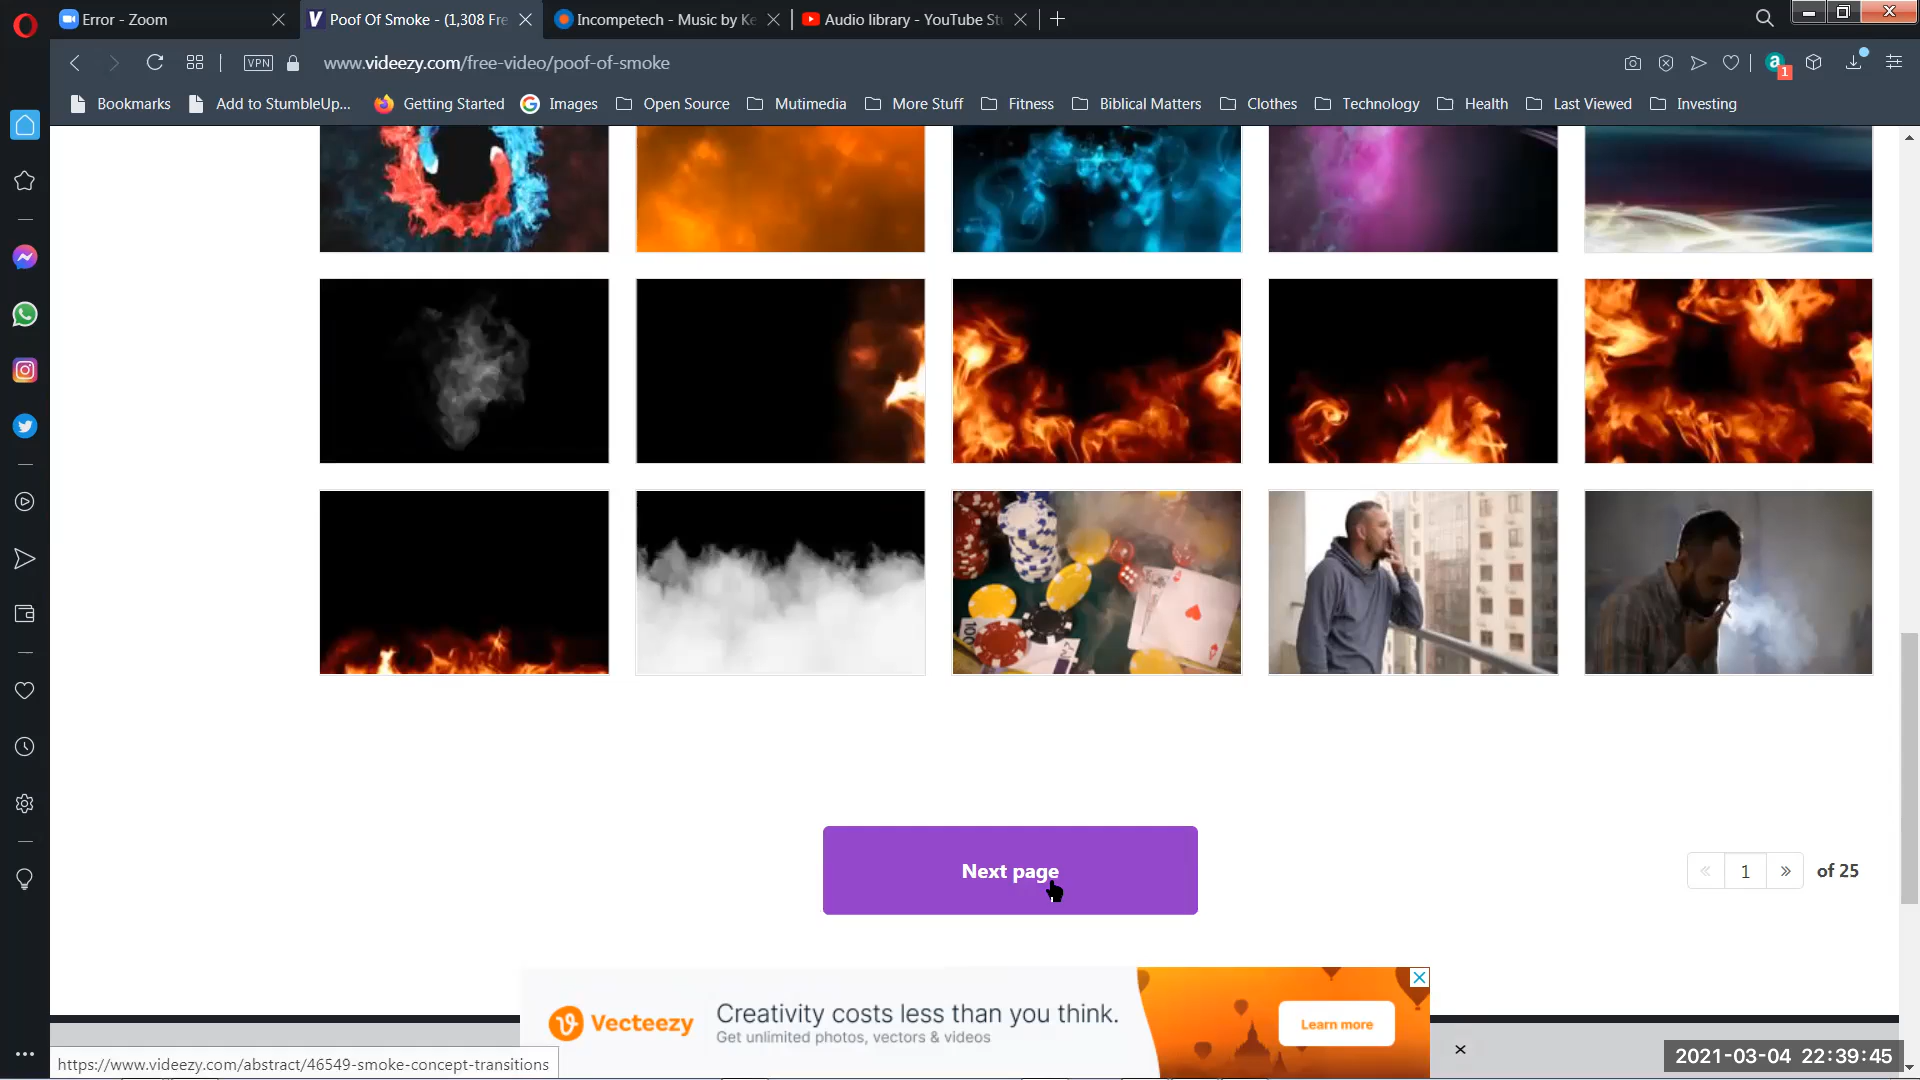 Error - Zoom
Poof Of Smoke - (1,308 Fre
Incompetech - Music by Ke
Audio library - YouTube St
VPN
www.videezy.com/free-video/poof-of-smoke
a
1
Bookmarks
Add to StumbleUp...
Getting Started
Images
Open Source
Mutimedia
More Stuff
Fitness
Biblical Matters
Clothes
Technology
Health
Last Viewed
Investing
Next page
« 1 » of 25
Vecteezy
Creativity costs less than you think.
Get unlimited photos, vectors & videos
Learn more
https://www.videezy.com/abstract/46549-smoke-concept-transitions
2021-03-04 22:39:45